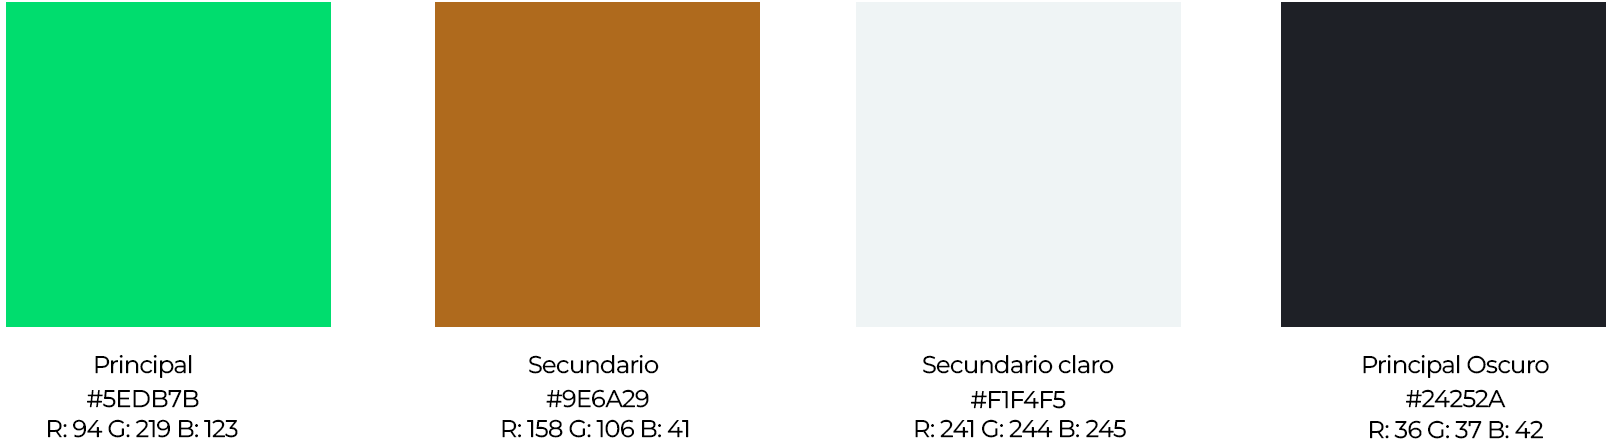 Principal
#5EDB7B
R: 94 G: 219 B: 123
Secundario
#9E6A29
R: 158 G: 106 B: 41
Secundario claro
#F1F4F5
R: 241 G: 244 B: 245
Principal Oscuro
#24252A
R: 36 G: 37 B: 42